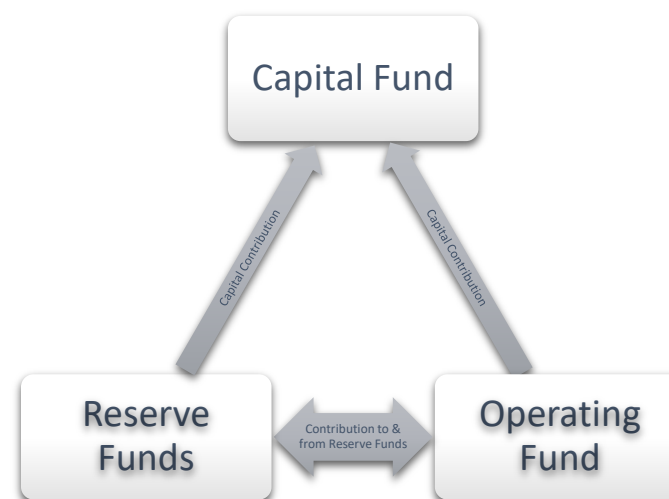 Capital Fund
Capital Contribution
Capital Contribution
Reserve
Funds
Contribution to &
from Reserve Funds
Operating
Fund